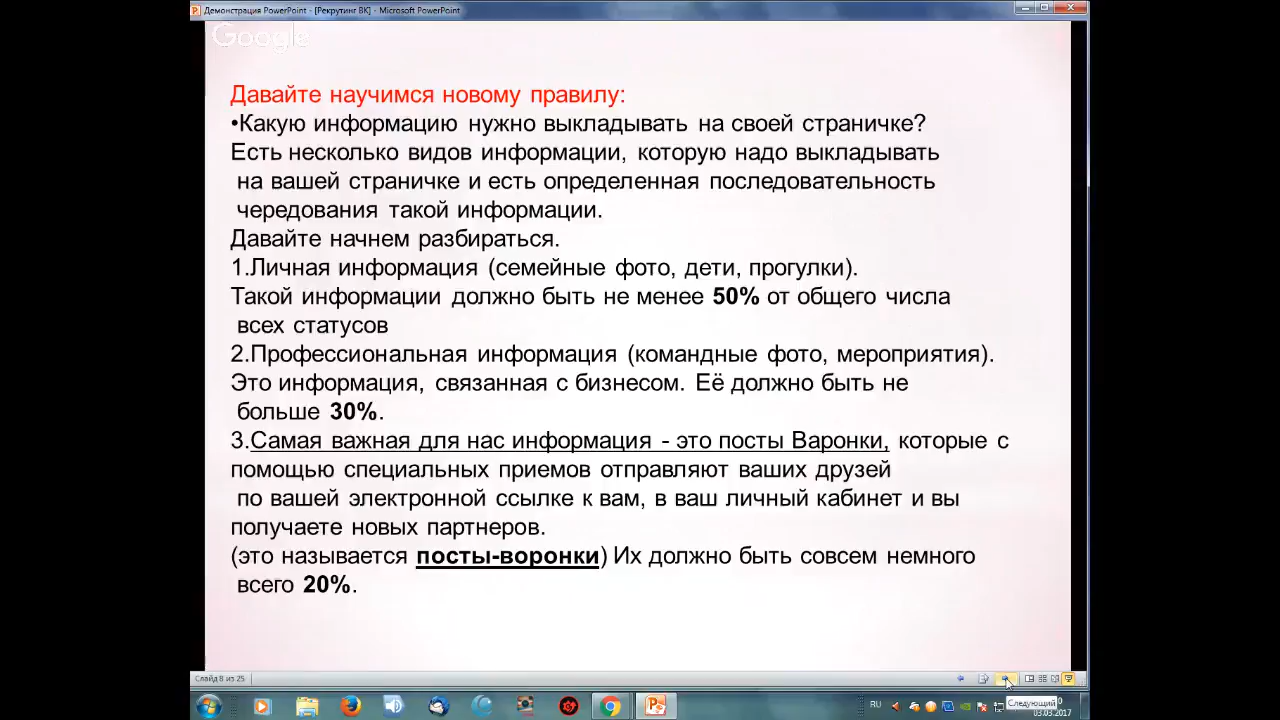 Демонстрация PowerPoint - [Рекрутинг ВК] - Microsoft PowerPoint
Google
Давайте научимся новому правилу:
•Какую информацию нужно выкладывать на своей страничке?
Есть несколько видов информации, которую надо выкладывать
на вашей страничке и есть определенная последовательность
чередования такой информации.
Давайте начнем разбираться.
1.Личная информация (семейные фото, дети, прогулки).
Такой информации должно быть не менее 50% от общего числа
всех статусов
2.Профессиональная информация (командные фото, мероприятия).
Это информация, связанная с бизнесом. Её должно быть не
больше 30%.
3.Самая важная для нас информация - это посты Варонки, которые с
помощью специальных приемов отправляют ваших друзей
по вашей электронной ссылке к вам, в ваш личный кабинет и вы
получаете новых партнеров.
(это называется посты-воронки) Их должно быть совсем немного
всего 20%.
Слайд 8 из 25
RU
Следующий
03.03.2017